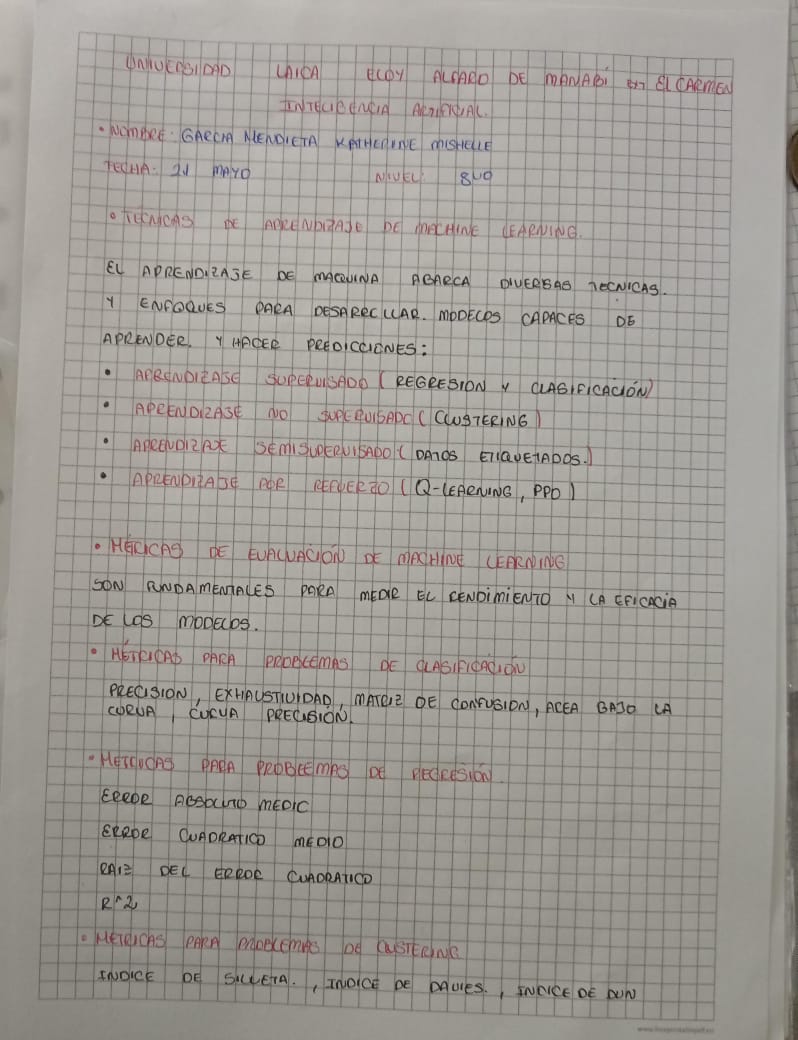 UNIVERSIDAD LAICA ELOY ALFARO DE MANABÍ en EL CARMEN
INTELIGENCIA ARTIFICIAL.
• NOMBRE: GARCIA MENDIETA KATHERINE MISHELLE
FECHA: 21 MAYO NIVEL: 8vo
• TECNICAS DE APRENDIZAJE DE MACHINE LEARNING.
EL APRENDIZAJE DE MAQUINA ABARCA DIVERSAS TECNICAS.
Y ENFOQUES PARA DESARROLLAR. MODELOS CAPACES DE
APRENDER. Y HACER PREDICCIONES:
• APRENDIZAJE SUPERVISADO (REGRESION Y CLASIFICACIÓN)
• APRENDIZAJE NO SUPERVISADO (CLUSTERING)
• APRENDIZAJE SEMISUPERVISADO (DATOS ETIQUETADOS.)
• APRENDIZAJE POR REFUERZO (Q-LEARNING, PPO)
• MÉTRICAS DE EVALUACIÓN DE MACHINE LEARNING
SON FUNDAMENTALES PARA MEDIR EL RENDIMIENTO Y LA EFICACIA
DE LOS MODELOS.
• MÉTRICAS PARA PROBLEMAS DE CLASIFICACIÓN
PRECISION, EXHAUSTIVIDAD, MATRIZ DE CONFUSION, AREA BAJO LA
CURVA, CURVA PRECISIÓN.
• METRICAS PARA PROBLEMAS DE REGRESIÓN
ERROR ABSOLUTO MEDIO
ERROR CUADRATICO MEDIO
RAIZ DEL ERROR CUADRATICO
R^2
• METRICAS PARA PROBLEMAS DE CLUSTERING
INDICE DE SILUETA., INDICE DE DAVIES., INDICE DE DUN